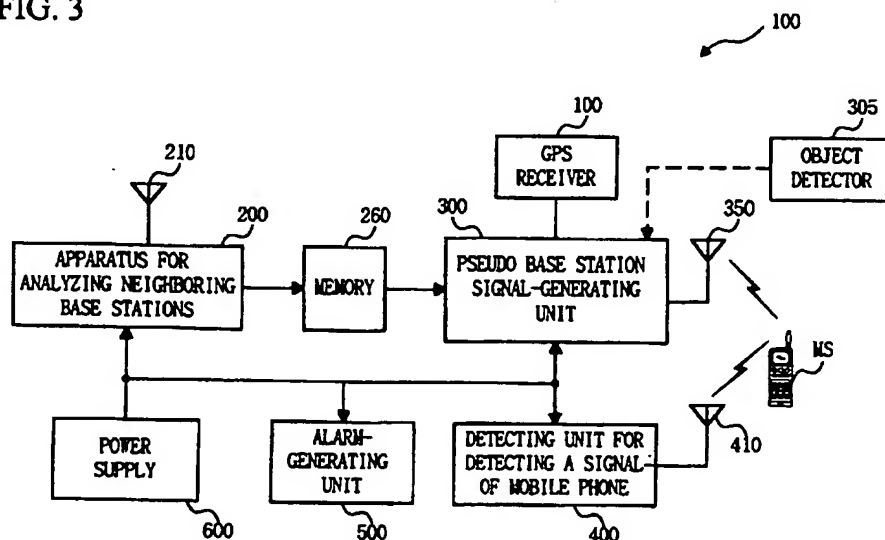 FIG. 3
100
100
GPS
RECEIVER
305
OBJECT
DETECTOR
210
200
APPARATUS FOR
ANALYZING NEIGHBORING
BASE STATIONS
260
MEMORY
300
PSEUDO BASE STATION
SIGNAL-GENERATING
UNIT
350
MS
POWER
SUPPLY
600
ALARM-
GENERATING
UNIT
500
DETECTING UNIT FOR
DETECTING A SIGNAL
OF MOBILE PHONE
400
410